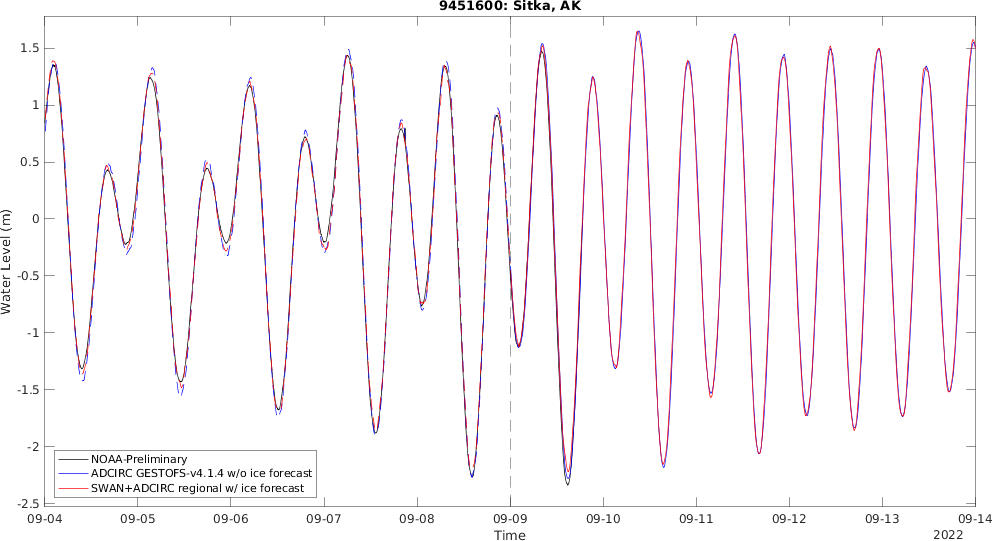 9451600: Sitka, AK
Water Level (m)
1.5
1
0.5
0
-0.5
-1
-1.5
-2
-2.5
NOAA-Preliminary
ADCIRC GESTOFS-v4.1.4 w/o ice forecast
SWAN+ADCIRC regional w/ ice forecast
09-04 09-05 09-06 09-07 09-08 09-09 09-10 09-11 09-12 09-13 09-14
Time
2022